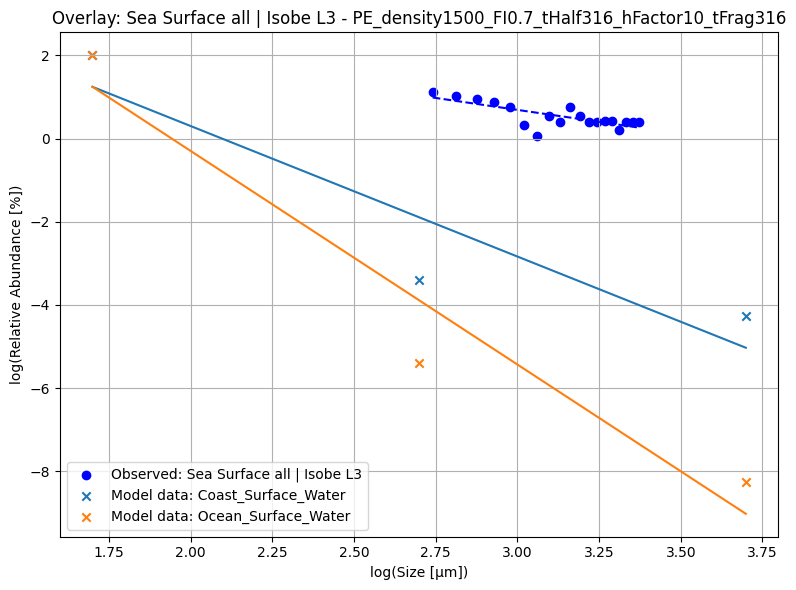 Overlay: Sea Surface all | Isobe L3 - PE_density1500_FI0.7_tHalf316_hFactor10_tFrag316
log(Relative Abundance [%])
2
0
−2
−4
−6
−8
Observed: Sea Surface all | Isobe L3
Model data: Coast_Surface_Water
Model data: Ocean_Surface_Water
1.75 2.00 2.25 2.50 2.75 3.00 3.25 3.50 3.75
log(Size [μm])